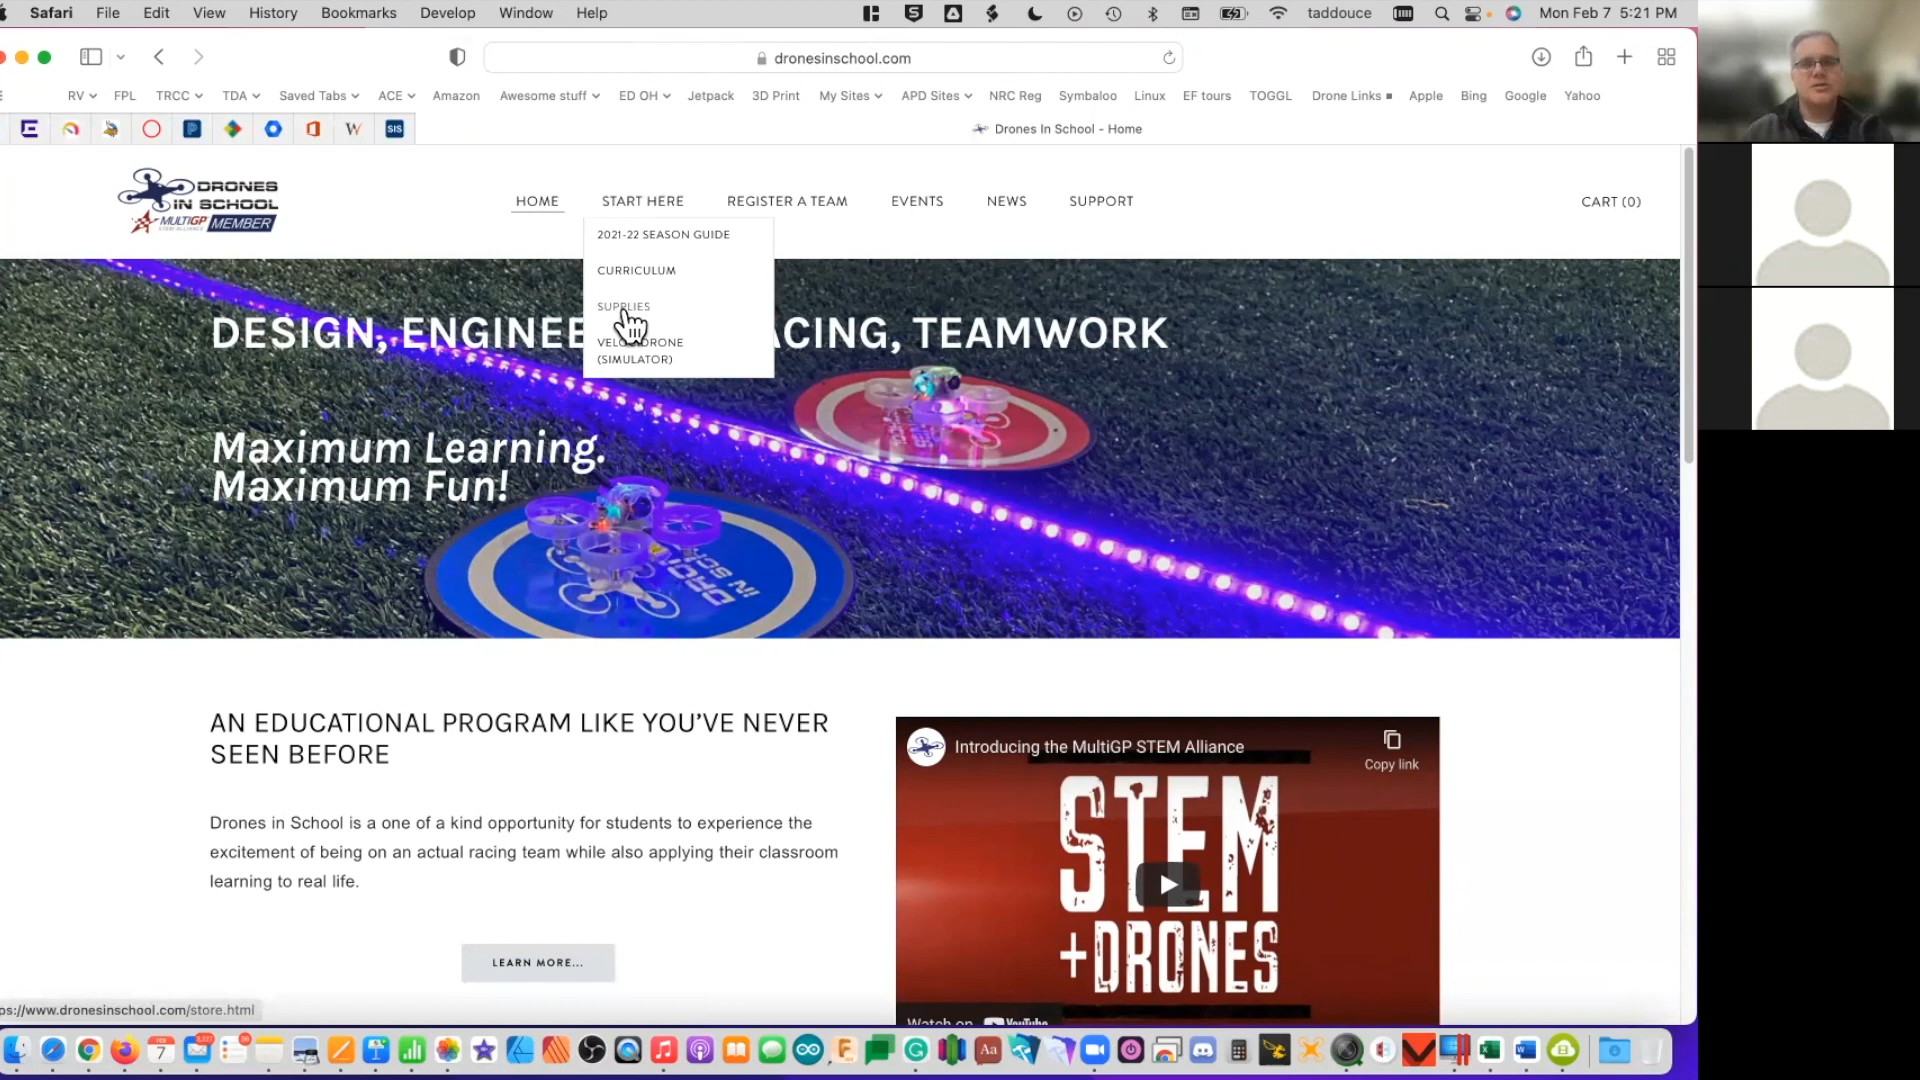 Safari File Edit View History Bookmarks Develop Window Help taddouce Mon Feb 7 5:21 PM
dronesinschool.com
RV FPL TRCC TDA Saved Tabs ACE Amazon Awesome stuff ED OH Jetpack 3D Print My Sites APD Sites NRC Reg Symbaloo Linux EF tours TOGGL Drone Links Apple Bing Google Yahoo
W SIS Drones In School - Home
DRONES
IN SCHOOL
MULTIGP MEMBER
HOME START HERE REGISTER A TEAM EVENTS NEWS SUPPORT CART (0)
2021-22 SEASON GUIDE
CURRICULUM
SUPPLIES
(SIMULATOR)
DESIGN, ENGINEE ACING, TEAMWORK
Maximum Learning.
Maximum Fun!
AN EDUCATIONAL PROGRAM LIKE YOU'VE NEVER
SEEN BEFORE
Drones in School is a one of a kind opportunity for students to experience the
excitement of being on an actual racing team while also applying their classroom
learning to real life.
LEARN MORE...
Introducing the MultiGP STEM Alliance
Copy link
STEM
+DRONES
Watch on YouTube
ps://www.dronesinschool.com/store.html